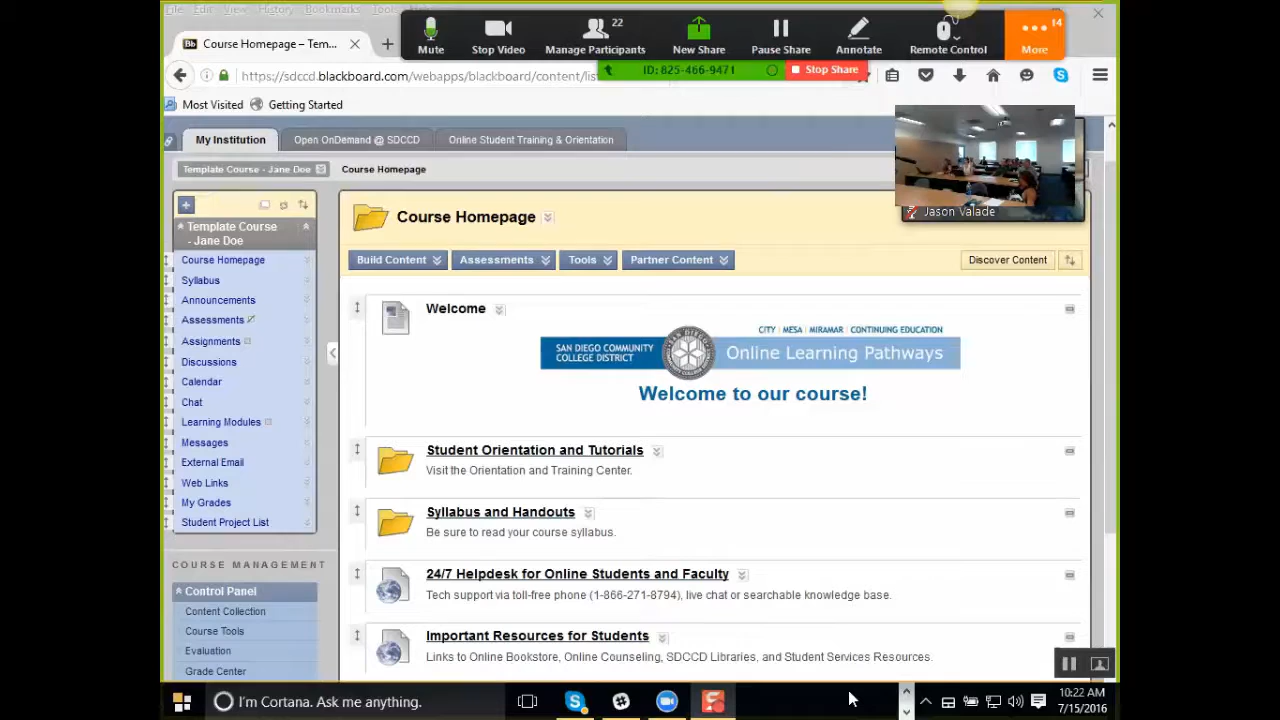 File Edit View History Bookmarks Tools
Course Homepage – Tem...
22
14
Mute
Stop Video
Manage Participants
New Share
Pause Share
Annotate
Remote Control
More
ID: 825-466-9471
Stop Share
https://sdccd.blackboard.com/webapps/blackboard/content/list
Most Visited
Getting Started
My Institution
Open OnDemand @ SDCCD
Online Student Training & Orientation
Template Course - Jane Doe
Course Homepage
Jason Valade
Template Course
- Jane Doe
Course Homepage
Syllabus
Announcements
Assessments
Assignments
Discussions
Calendar
Chat
Learning Modules
Messages
External Email
Web Links
My Grades
Student Project List
COURSE MANAGEMENT
Control Panel
Content Collection
Course Tools
Evaluation
Grade Center
Course Homepage
Build Content
Assessments
Tools
Partner Content
Discover Content
Welcome
CITY | MESA | MIRAMAR | CONTINUING EDUCATION
SAN DIEGO COMMUNITY
COLLEGE DISTRICT
Online Learning Pathways
Welcome to our course!
Student Orientation and Tutorials
Visit the Orientation and Training Center.
Syllabus and Handouts
Be sure to read your course syllabus.
24/7 Helpdesk for Online Students and Faculty
Tech support via toll-free phone (1-866-271-8794), live chat or searchable knowledge base.
Important Resources for Students
Links to Online Bookstore, Online Counseling, SDCCD Libraries, and Student Services Resources.
I'm Cortana. Ask me anything.
10:22 AM
7/15/2016